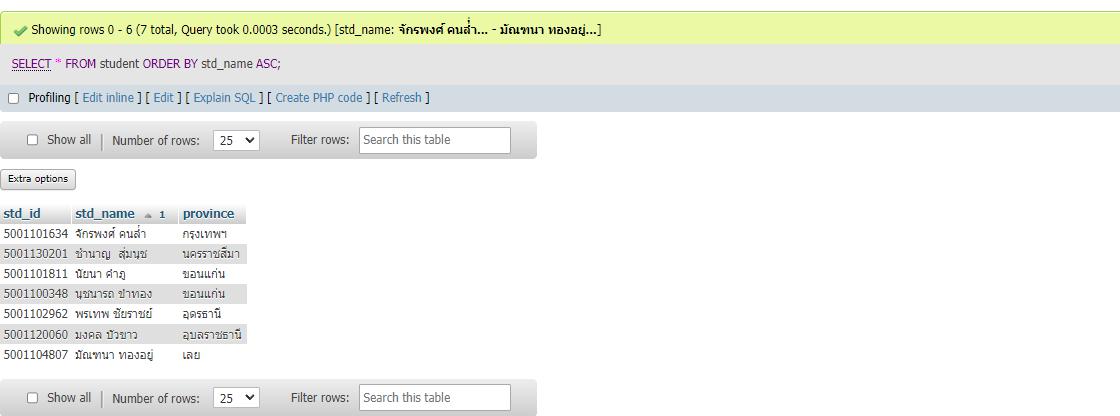 Showing rows 0 - 6 (7 total, Query took 0.0003 seconds.) [std_name: จักรพงศ์ คนล่ำ... - มัณฑนา ทองอยู่...]
SELECT * FROM student ORDER BY std_name ASC;
Profiling [ Edit inline ] [ Edit ] [ Explain SQL ] [ Create PHP code ] [ Refresh ]
Show all | Number of rows: 25 Filter rows: Search this table
Extra options
std_id std_name 1 province
5001101634 จักรพงศ์ คนล่ำ กรุงเทพฯ
5001130201 ชำนาญ สุ่มนุช นครราชสีมา
5001101811 นัยนา คำภู ขอนแก่น
5001100348 นุชนารถ ขำทอง ขอนแก่น
5001102962 พรเทพ ชัยราชย์ อุดรธานี
5001120060 มงคล บัวขาว อุบลราชธานี
5001104807 มัณฑนา ทองอยู่ เลย
Show all | Number of rows: 25 Filter rows: Search this table